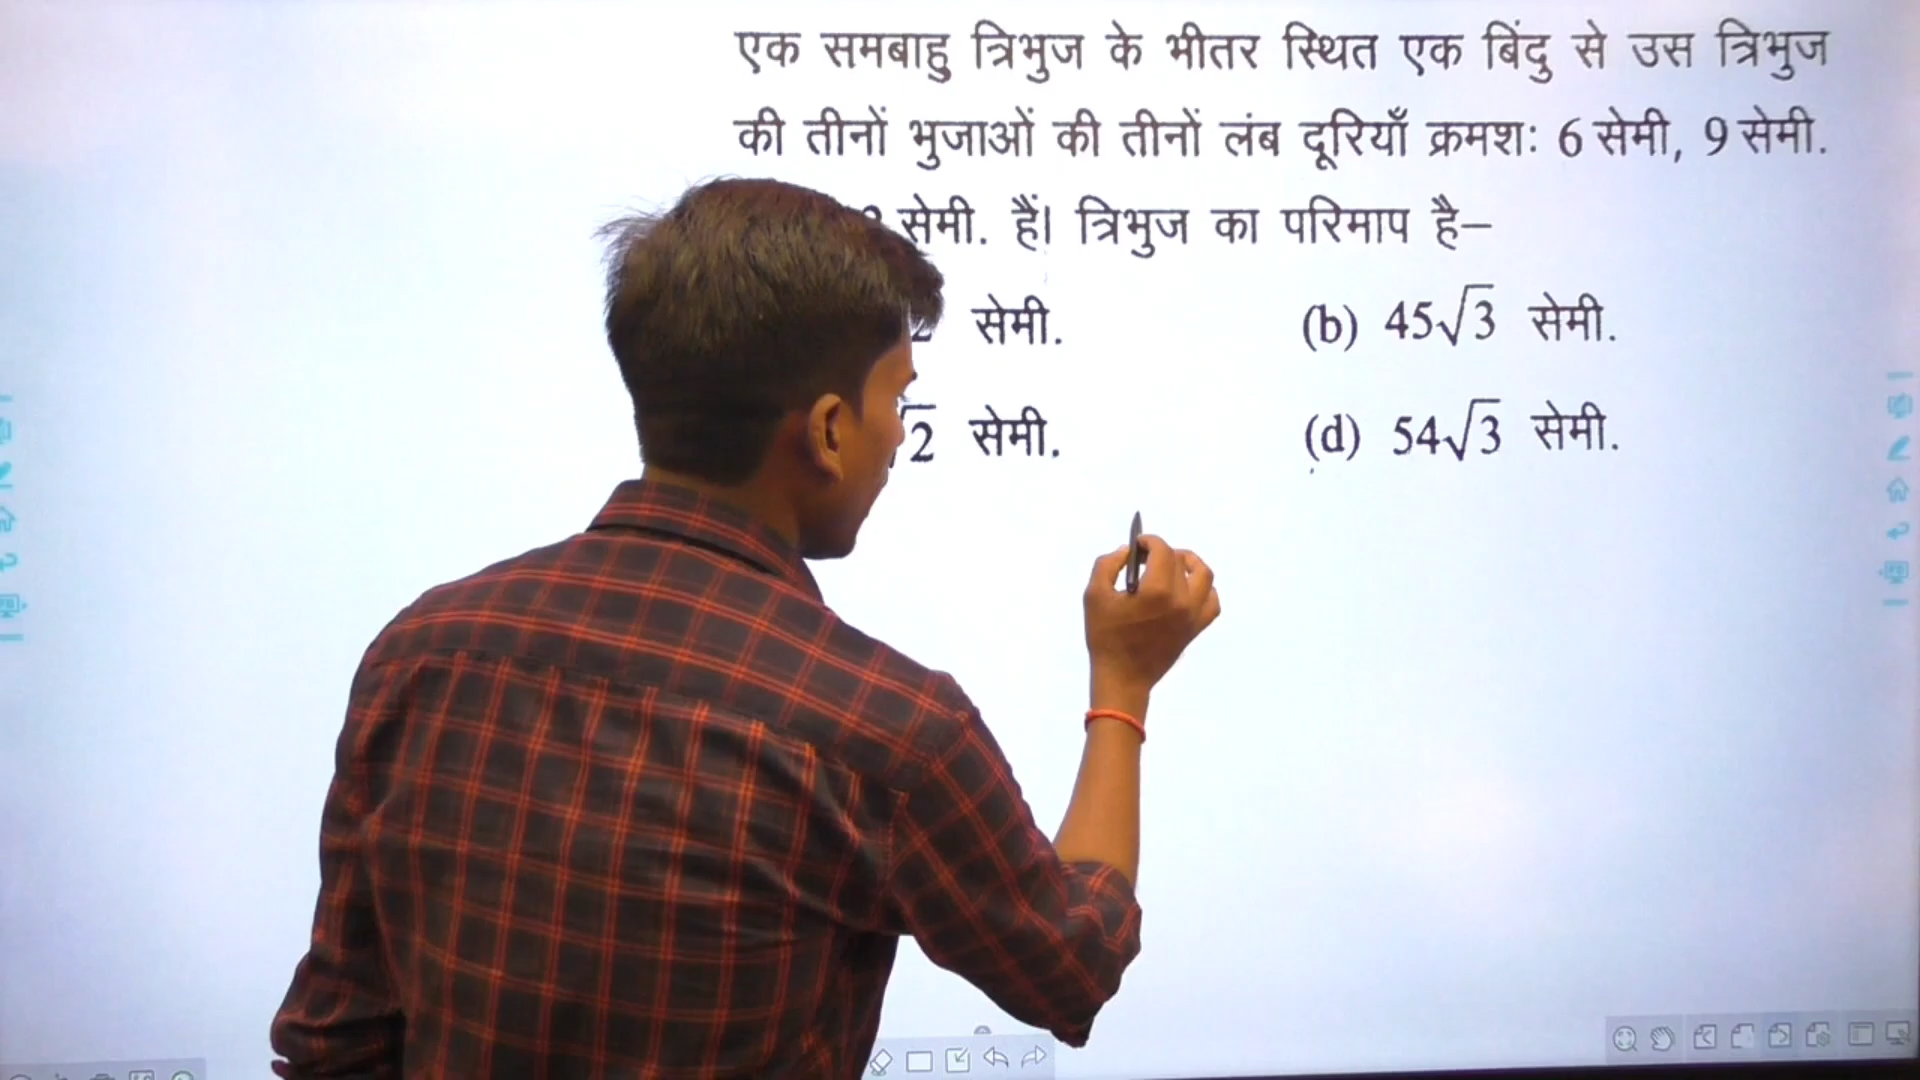 एक समबाहु त्रिभुज के भीतर स्थित एक बिंदु से उस त्रिभुज
की तीनों भुजाओं की तीनों लंब दूरियाँ क्रमशः 6 सेमी, 9 सेमी.
सेमी. हैं। त्रिभुज का परिमाप है–
सेमी. (b) 45√3 सेमी.
√2 सेमी. (d) 54√3 सेमी.